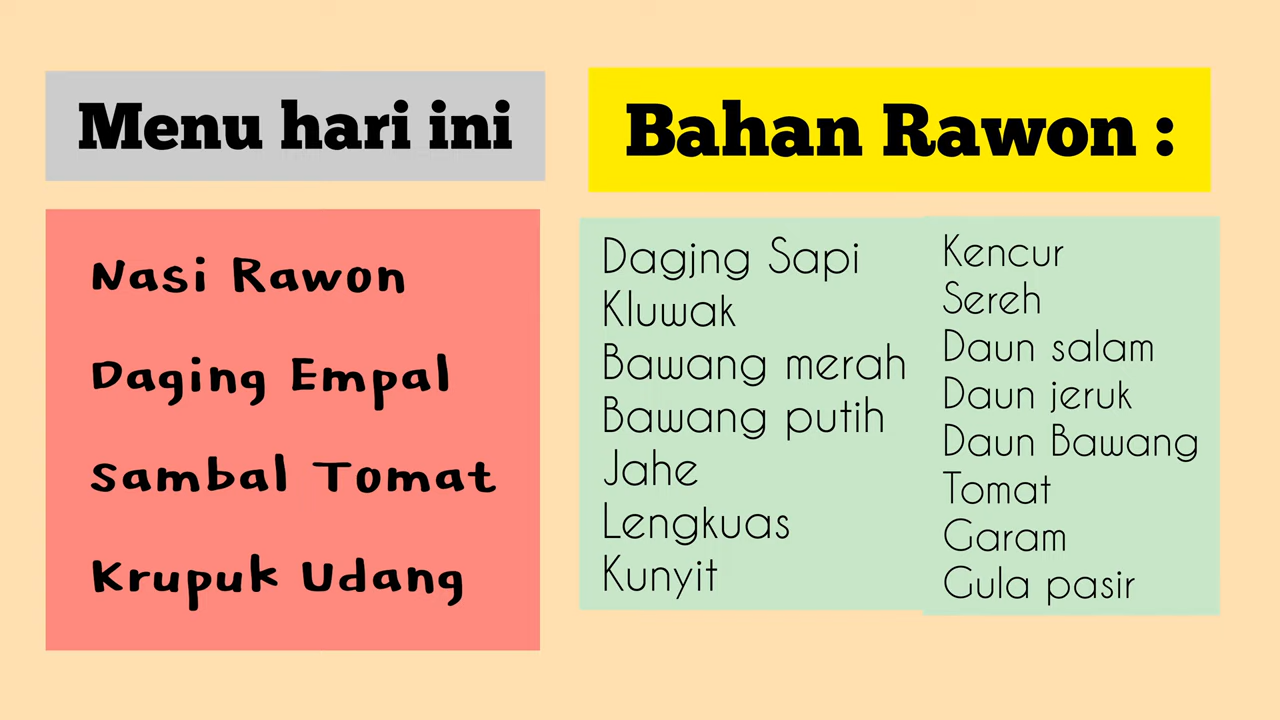 Menu hari ini
Nasi Rawon
Daging Empal
Sambal Tomat
Krupuk Udang
Bahan Rawon :
Dagjng Sapi
Kluwak
Bawang merah
Bawang putih
Jahe
Lengkuas
Kunyit
Kencur
Sereh
Daun salam
Daun jeruk
Daun Bawang
Tomat
Garam
Gula pasir